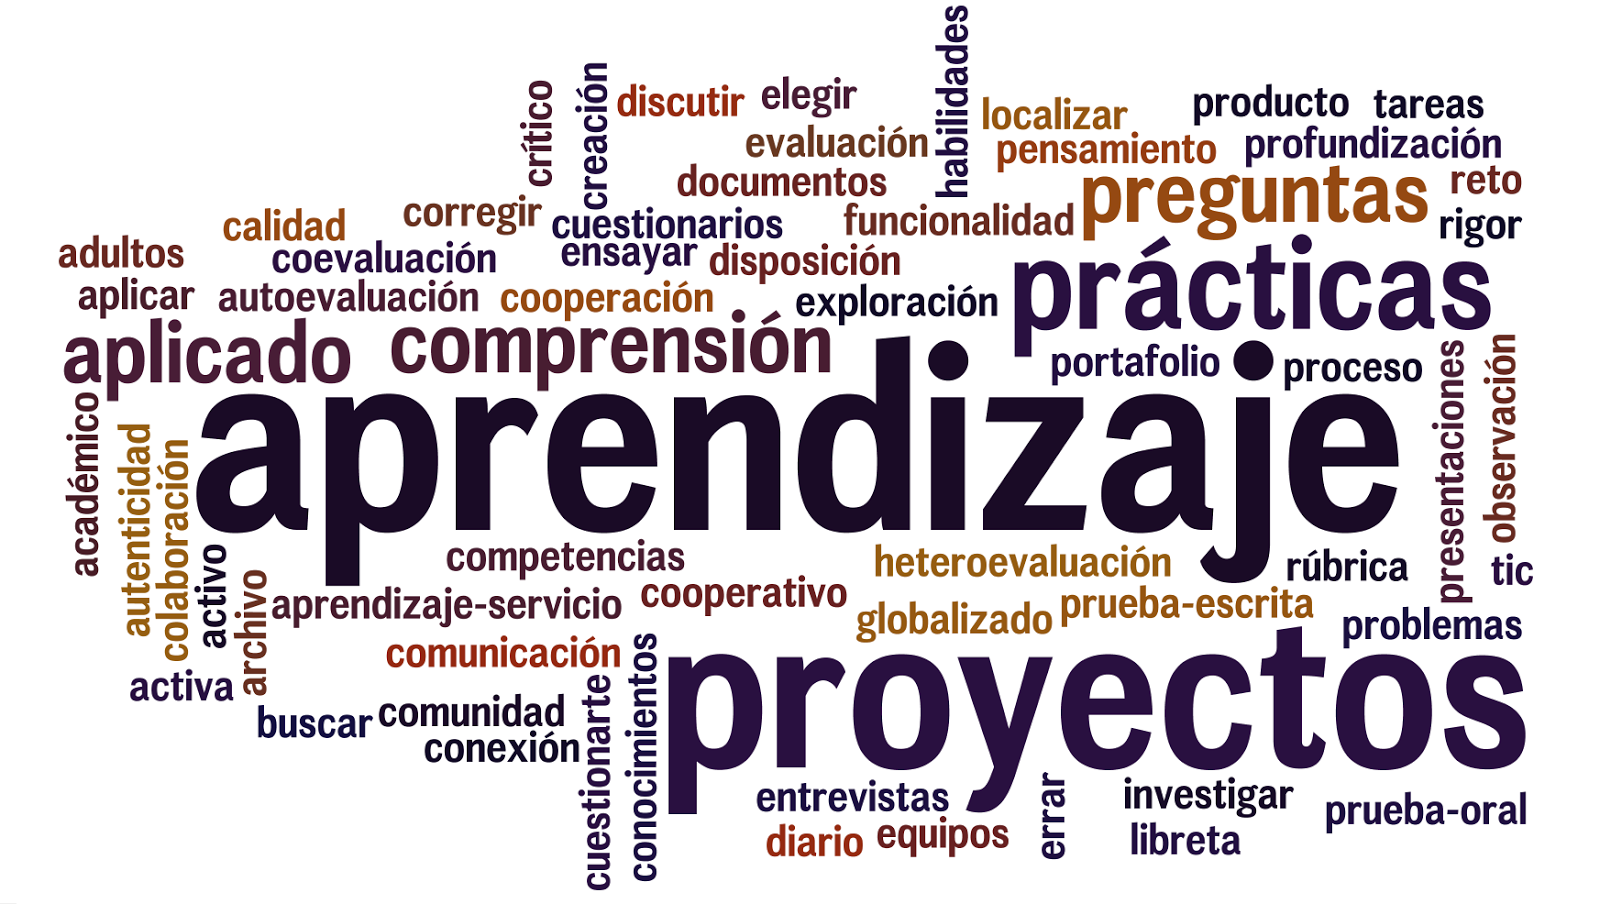 habilidades
crítico
creación
discutir
elegir
localizar
producto
tareas
evaluación
pensamiento
profundización
documentos
preguntas
reto
calidad
corregir
cuestionarios
funcionalidad
rigor
adultos
coevaluación
ensayar
disposición
prácticas
aplicar
autoevaluación
cooperación
exploración
aplicado
comprensión
portafolio
proceso
presentaciones
observación
aprendizaje
académico
autenticidad
colaboración
activo
archivo
competencias
heteroevaluación
rúbrica
tic
aprendizaje-servicio
cooperativo
globalizado
prueba-escrita
problemas
comunicación
proyectos
activa
buscar
comunidad
conexión
cuestionarte
conocimientos
entrevistas
errar
investigar
prueba-oral
diario
equipos
libreta